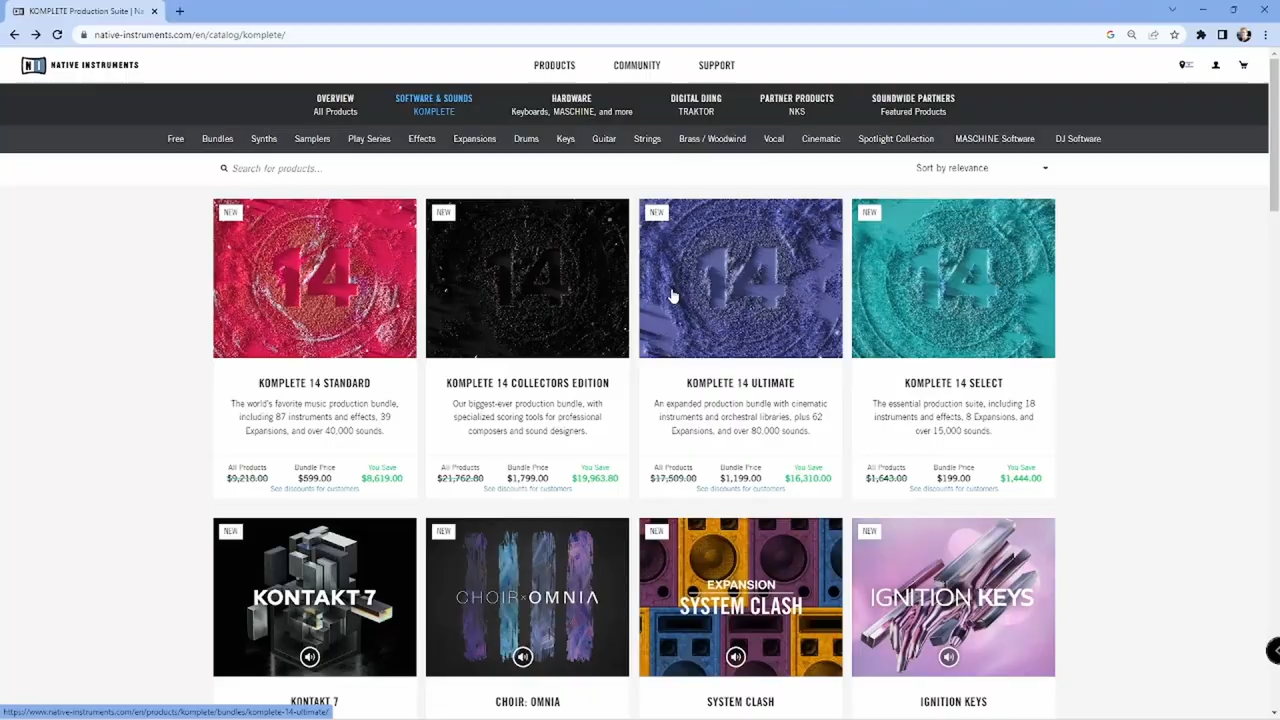 KOMPLETE Production Suite | Na
native-instruments.com/en/catalog/komplete/
NATIVE INSTRUMENTS
PRODUCTS
COMMUNITY
SUPPORT
OVERVIEW
All Products
SOFTWARE & SOUNDS
KOMPLETE
HARDWARE
Keyboards, MASCHINE, and more
DIGITAL DJING
TRAKTOR
PARTNER PRODUCTS
NKS
SOUNDWIDE PARTNERS
Featured Products
Free Bundles Synths Samplers Play Series Effects Expansions Drums Keys Guitar Strings Brass / Woodwind Vocal Cinematic Spotlight Collection MASCHINE Software DJ Software
Search for products...
Sort by relevance
NEW
14
KOMPLETE 14 STANDARD
The world's favorite music production bundle,
including 87 instruments and effects, 39
Expansions, and over 40,000 sounds.
All Products Bundle Price You Save
$9,218.00 $599.00 $8,619.00
See discounts for customers
NEW
14
KOMPLETE 14 COLLECTORS EDITION
Our biggest-ever production bundle, with
specialized scoring tools for professional
composers and sound designers.
All Products Bundle Price You Save
$21,762.80 $1,799.00 $19,963.80
See discounts for customers
NEW
14
KOMPLETE 14 ULTIMATE
An expanded production bundle with cinematic
instruments and orchestral libraries, plus 62
Expansions, and over 80,000 sounds.
All Products Bundle Price You Save
$17,509.00 $1,199.00 $16,310.00
See discounts for customers
NEW
14
KOMPLETE 14 SELECT
The essential production suite, including 18
instruments and effects, 8 Expansions, and
over 15,000 sounds.
All Products Bundle Price You Save
$1,643.00 $199.00 $1,444.00
See discounts for customers
NEW
KONTAKT 7
KONTAKT 7
NEW
CHOIR: OMNIA
CHOIR: OMNIA
NEW
EXPANSION
SYSTEM CLASH
SYSTEM CLASH
NEW
IGNITION KEYS
IGNITION KEYS
https://www.native-instruments.com/en/products/komplete/bundles/komplete-14-ultimate/